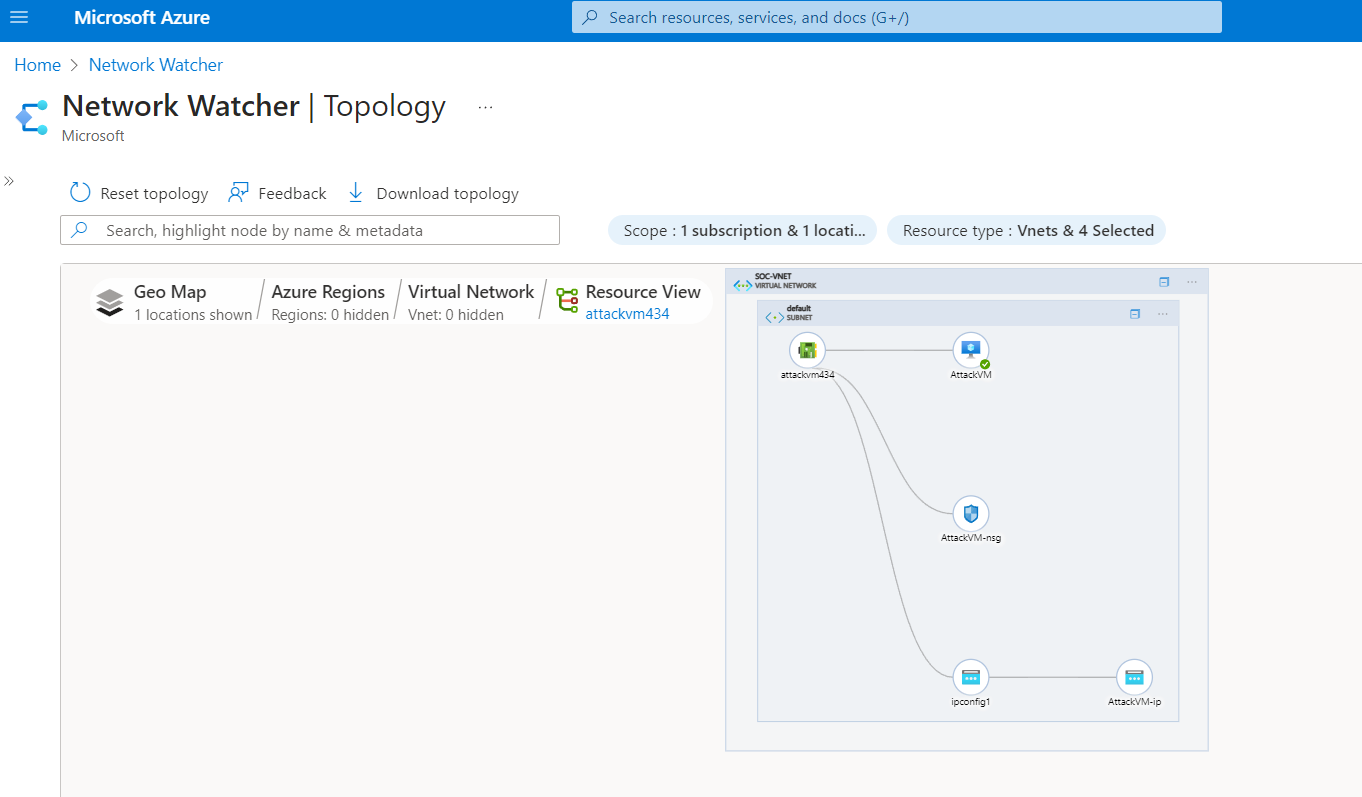 Microsoft Azure
Search resources, services, and docs (G+/)
Home > Network Watcher
Network Watcher | Topology ...
Microsoft
Reset topology Feedback Download topology
Search, highlight node by name & metadata
Scope : 1 subscription & 1 locati... Resource type : Vnets & 4 Selected
Geo Map
1 locations shown
Azure Regions
Regions: 0 hidden
Virtual Network
Vnet: 0 hidden
Resource View
attackvm434
SOC-VNET
VIRTUAL NETWORK
default
SUBNET
attackvm434
AttackVM
AttackVM-nsg
ipconfig1
AttackVM-ip